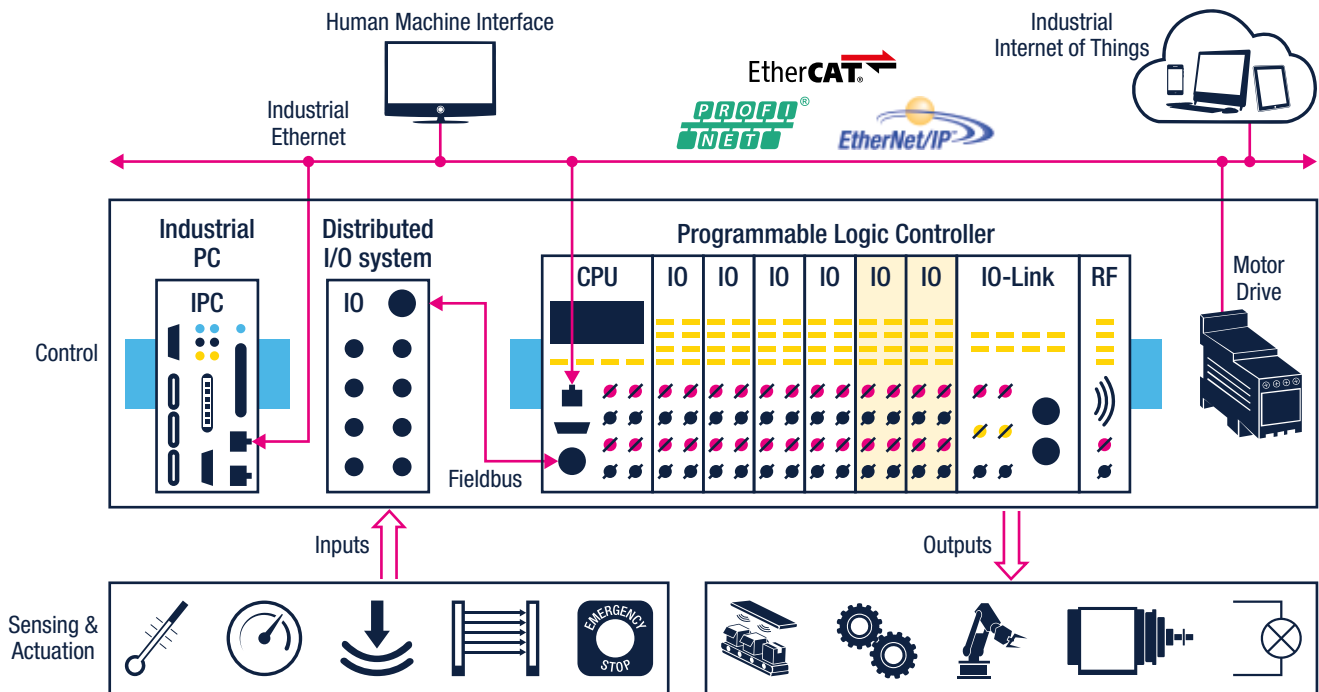 Human Machine Interface
Industrial
Internet of Things
EtherCAT®
Industrial
Ethernet
PROFI®
NET
EtherNet/IP™
Industrial
PC
Distributed
I/O system
Programmable Logic Controller
IPC
IO
CPU
IO
IO
IO
IO
IO
IO
IO-Link
RF
Motor
Drive
Control
Fieldbus
Inputs
Outputs
Sensing &
Actuation
EMERGENCY
STOP